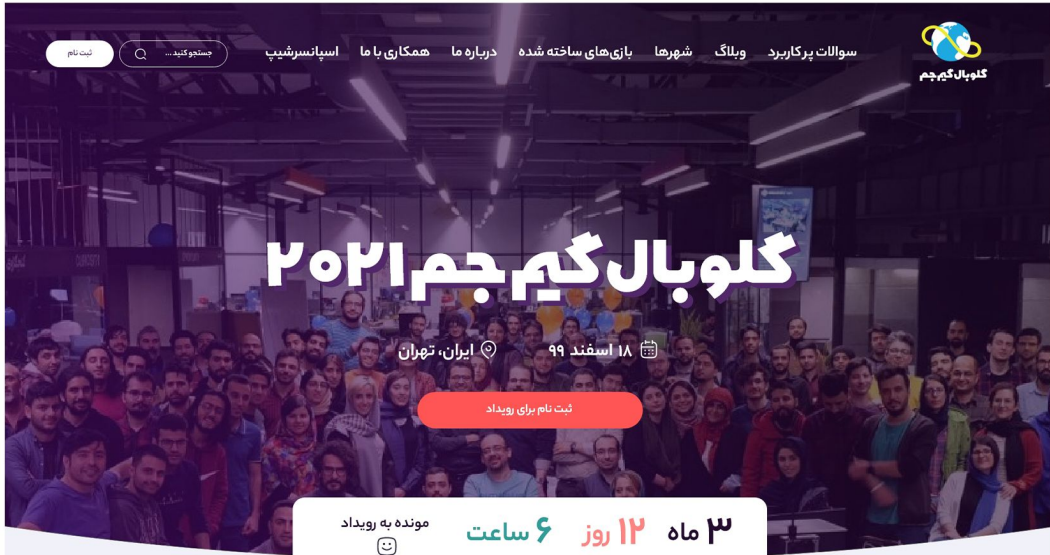 گلوبال گیم جم
سوالات پر کاربرد وبلاگ شهرها بازی‌های ساخته شده درباره ما همکاری با ما اسپانسرشیپ
جستجو کنید ...
ثبت نام
گلوبال گیم جم ۲۰۲۱
۱۸ اسفند ۹۹
ایران، تهران
ثبت نام برای رویداد
۳ ماه ۱۲ روز ۶ ساعت مونده به رویداد